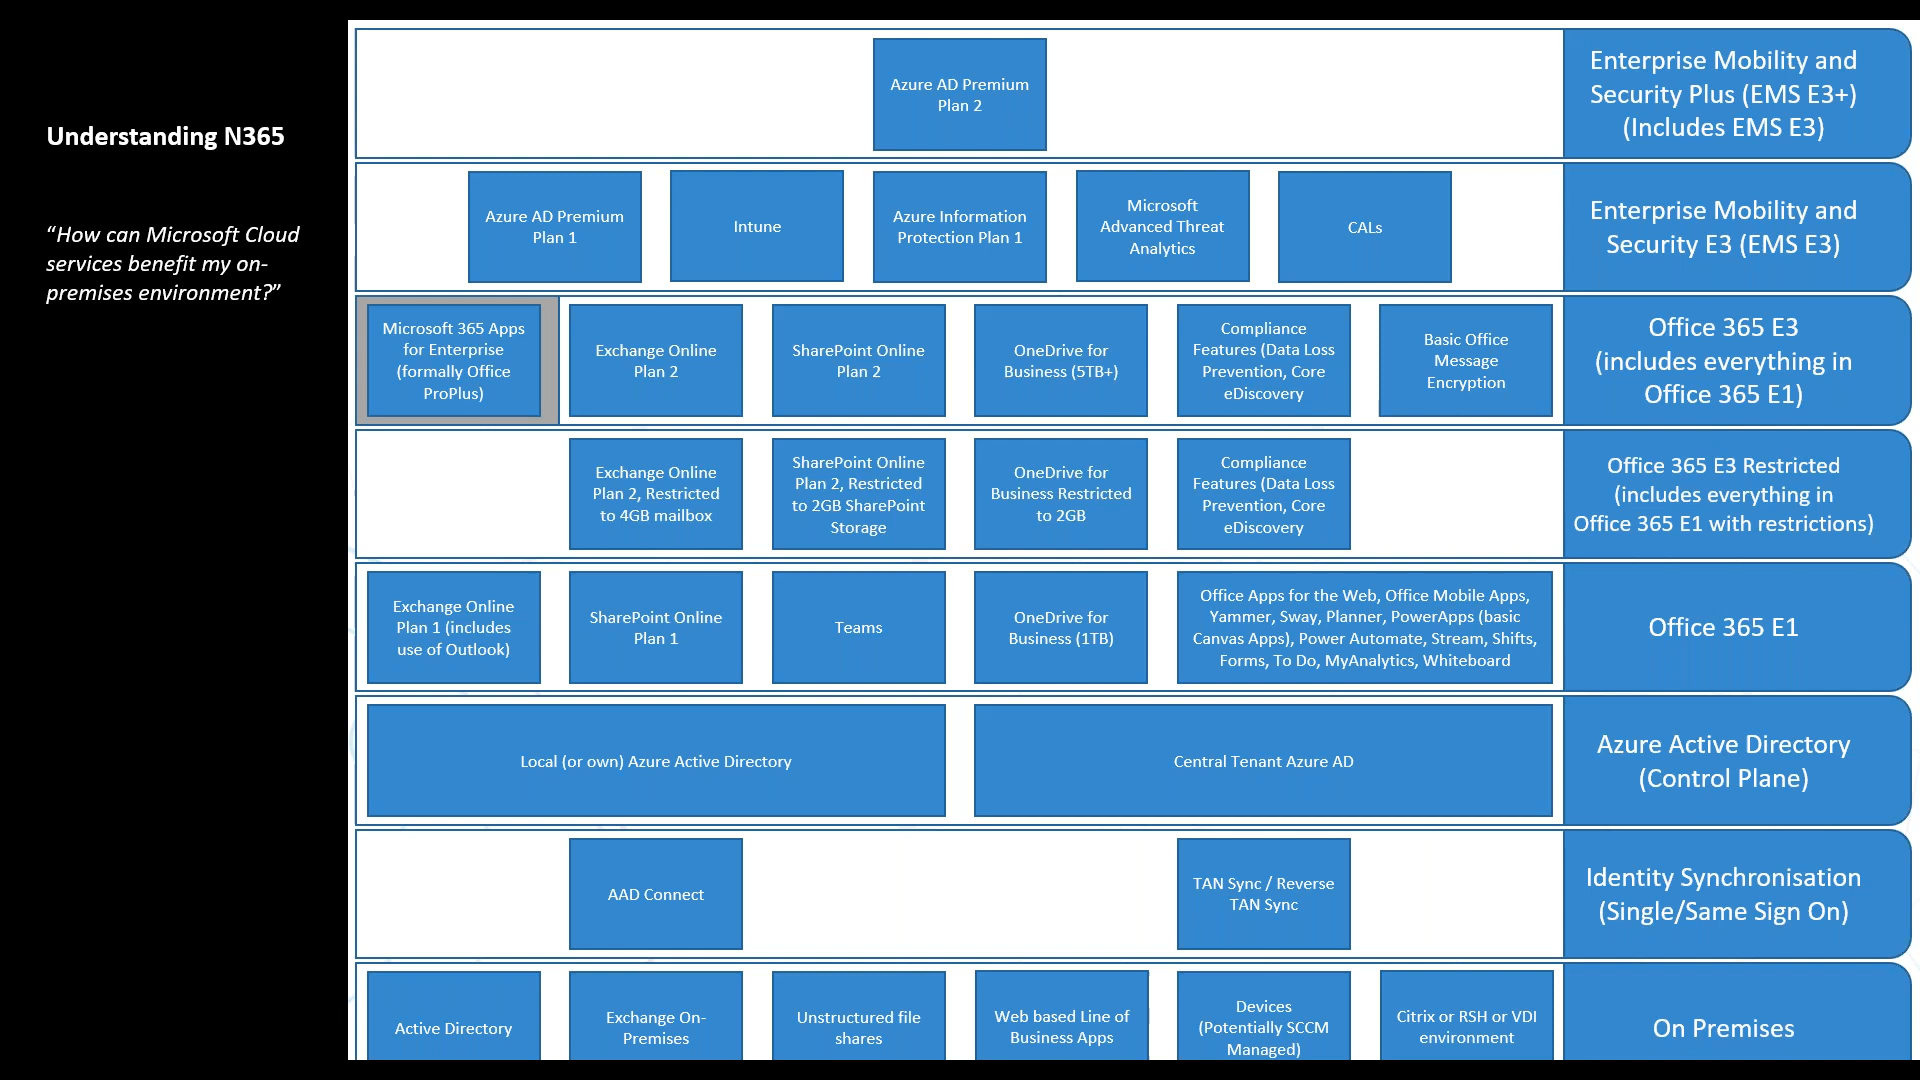 Understanding N365
“How can Microsoft Cloud
services benefit my on-
premises environment?”
Azure AD Premium
Plan 2
Enterprise Mobility and
Security Plus (EMS E3+)
(Includes EMS E3)
Azure AD Premium
Plan 1
Intune
Azure Information
Protection Plan 1
Microsoft
Advanced Threat
Analytics
CALs
Enterprise Mobility and
Security E3 (EMS E3)
Microsoft 365 Apps
for Enterprise
(formally Office
ProPlus)
Exchange Online
Plan 2
SharePoint Online
Plan 2
OneDrive for
Business (5TB+)
Compliance
Features (Data Loss
Prevention, Core
eDiscovery
Basic Office
Message
Encryption
Office 365 E3
(includes everything in
Office 365 E1)
Exchange Online
Plan 2, Restricted
to 4GB mailbox
SharePoint Online
Plan 2, Restricted
to 2GB SharePoint
Storage
OneDrive for
Business Restricted
to 2GB
Compliance
Features (Data Loss
Prevention, Core
eDiscovery
Office 365 E3 Restricted
(includes everything in
Office 365 E1 with restrictions)
Exchange Online
Plan 1 (includes
use of Outlook)
SharePoint Online
Plan 1
Teams
OneDrive for
Business (1TB)
Office Apps for the Web, Office Mobile Apps,
Yammer, Sway, Planner, PowerApps (basic
Canvas Apps), Power Automate, Stream, Shifts,
Forms, To Do, MyAnalytics, Whiteboard
Office 365 E1
Local (or own) Azure Active Directory
Central Tenant Azure AD
Azure Active Directory
(Control Plane)
AAD Connect
TAN Sync / Reverse
TAN Sync
Identity Synchronisation
(Single/Same Sign On)
Active Directory
Exchange On-
Premises
Unstructured file
shares
Web based Line of
Business Apps
Devices
(Potentially SCCM
Managed)
Citrix or RSH or VDI
environment
On Premises